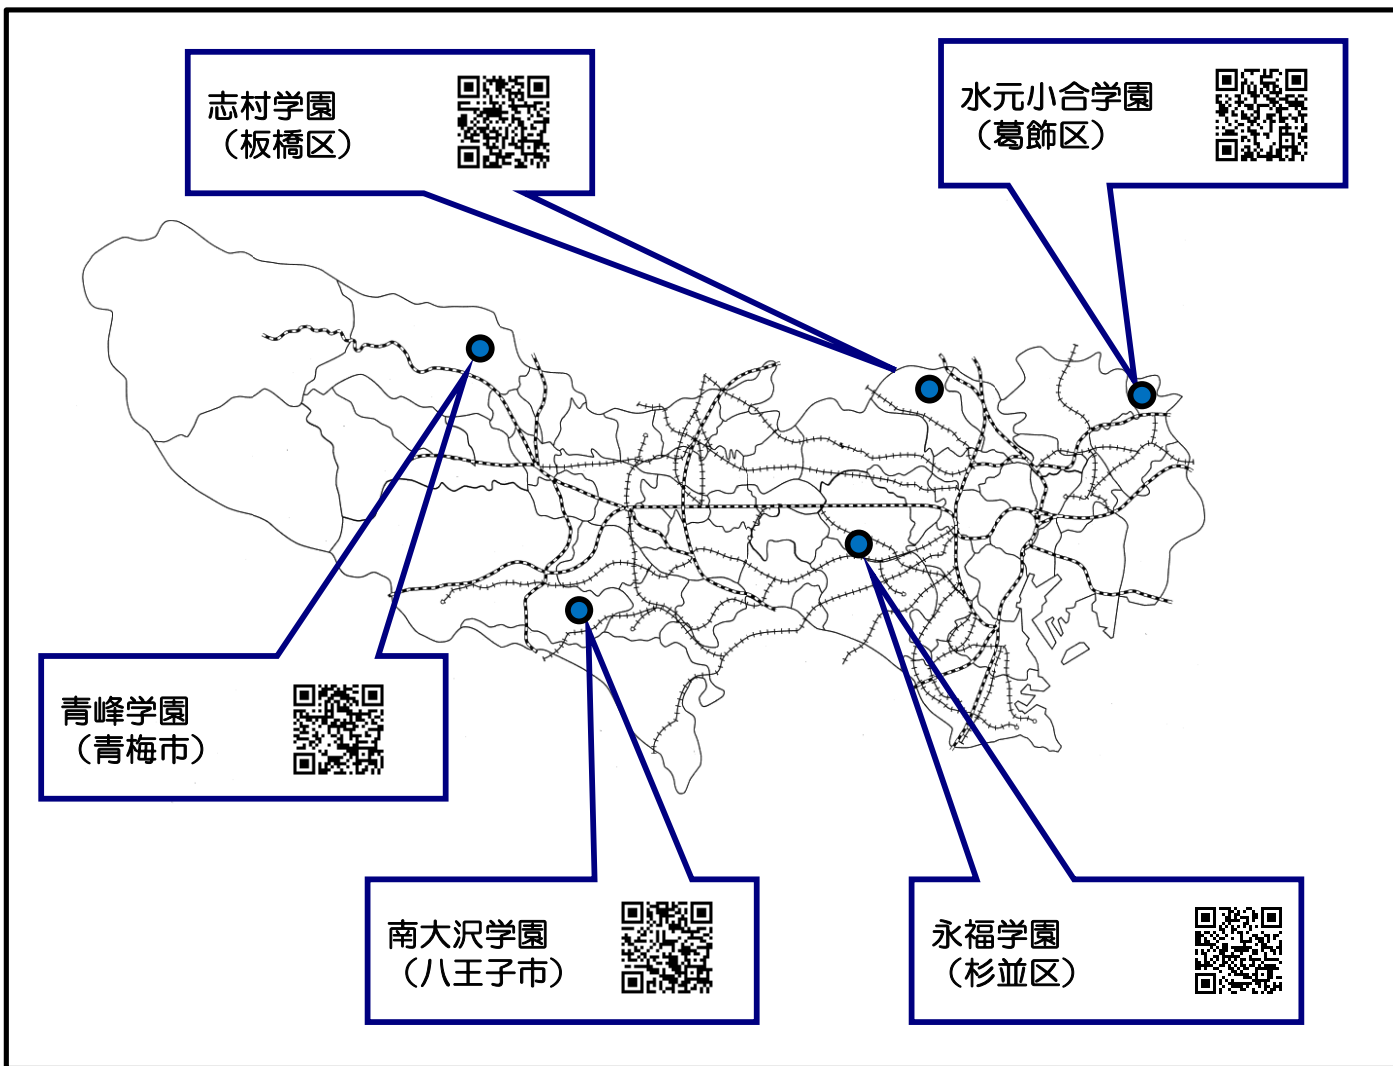 志村学園
（板橋区）
水元小合学園
（葛飾区）
青峰学園
（青梅市）
南大沢学園
（八王子市）
永福学園
（杉並区）